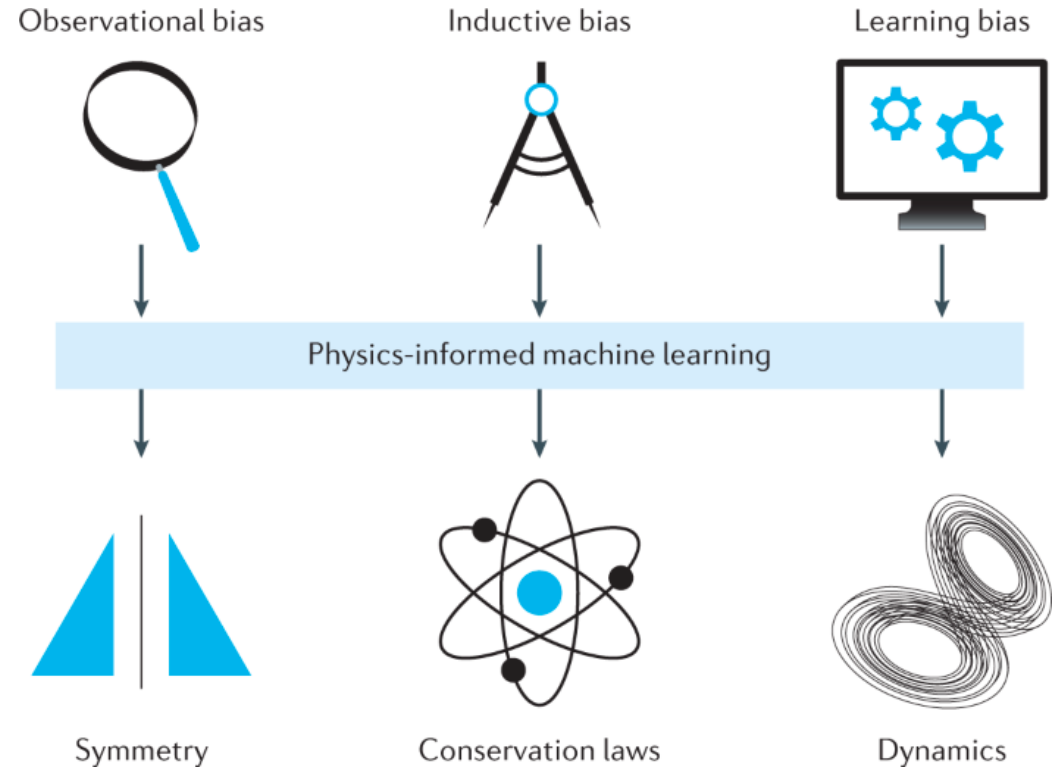 Observational bias
Inductive bias
Learning bias
Physics-informed machine learning
Symmetry
Conservation laws
Dynamics